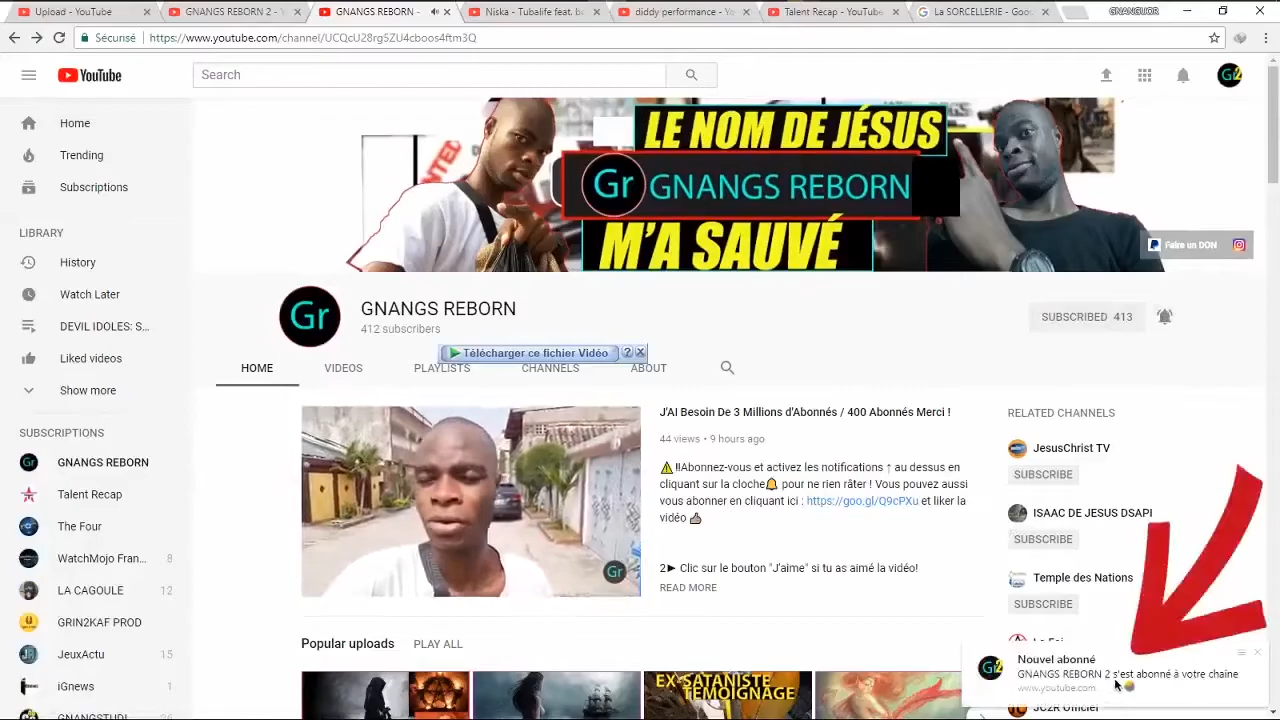 Upload - YouTube
GNANGS REBORN 2 - Y
GNANGS REBORN -
Niska - Tubalife feat. B
diddy performance - Yo
Talent Recap - YouTube
La SORCELLERIE - Goo
GNANGUOR
Sécurisé
https://www.youtube.com/channel/UCQcU28rgSZU4cboos4ftm3Q
YouTube
Search
Gr2
Home
Trending
Subscriptions
LIBRARY
History
Watch Later
DEVIL IDOLES: S...
Liked videos
Show more
SUBSCRIPTIONS
GNANGS REBORN
Talent Recap
The Four
WatchMojo Fran... 8
LA CAGOULE 12
GRIN2KAF PROD
JeuxActu 15
iGnews 1
LE NOM DE JÉSUS
Gr GNANGS REBORN
M'A SAUVÉ
Faire un DON
Gr
GNANGS REBORN
412 subscribers
SUBSCRIBED 413
Télécharger ce fichier Vidéo ?
HOME VIDEOS PLAYLISTS CHANNELS ABOUT
Gr
J'AI Besoin De 3 Millions d'Abonnés / 400 Abonnés Merci !
44 views • 9 hours ago
!!Abonnez-vous et activez les notifications ↑ au dessus en
cliquant sur la cloche🔔 pour ne rien râter ! Vous pouvez aussi
vous abonner en cliquant ici : https://goo.gl/Q9cPXu et liker la
vidéo
2► Clic sur le bouton "J'aime" si tu as aimé la vidéo!
READ MORE
RELATED CHANNELS
JesusChrist TV
SUBSCRIBE
ISAAC DE JESUS DSAPI
SUBSCRIBE
Temple des Nations
SUBSCRIBE
Popular uploads PLAY ALL
EX-SATANISTE
TÉMOIGNAGE
Gr2
Nouvel abonné
GNANGS REBORN 2 s'est abonné à votre chaîne
www.youtube.com
JC2R Officiel